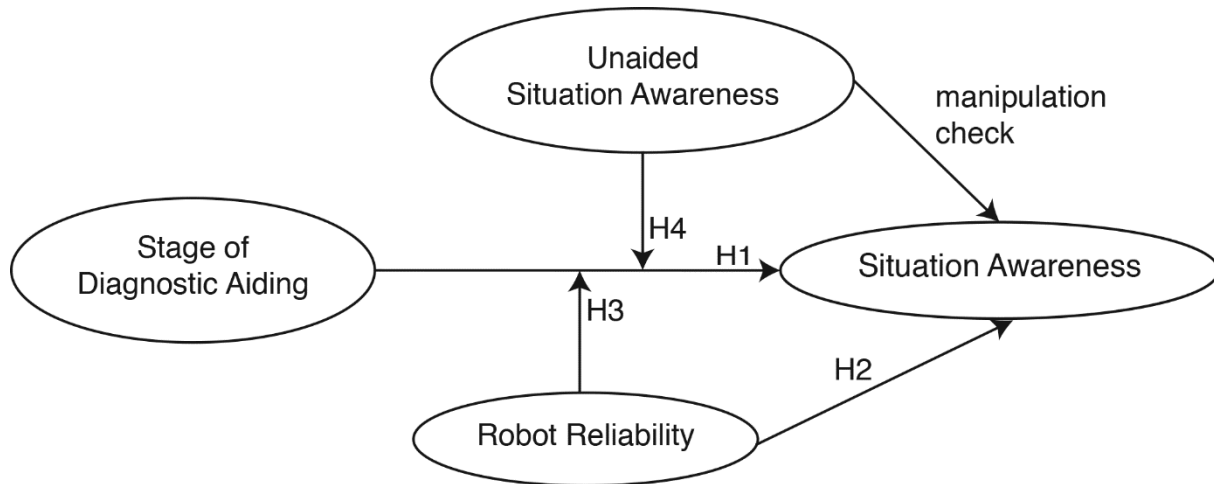 Unaided
Situation Awareness
manipulation
check
Stage of
Diagnostic Aiding
H4
H1
Situation Awareness
H3
H2
Robot Reliability